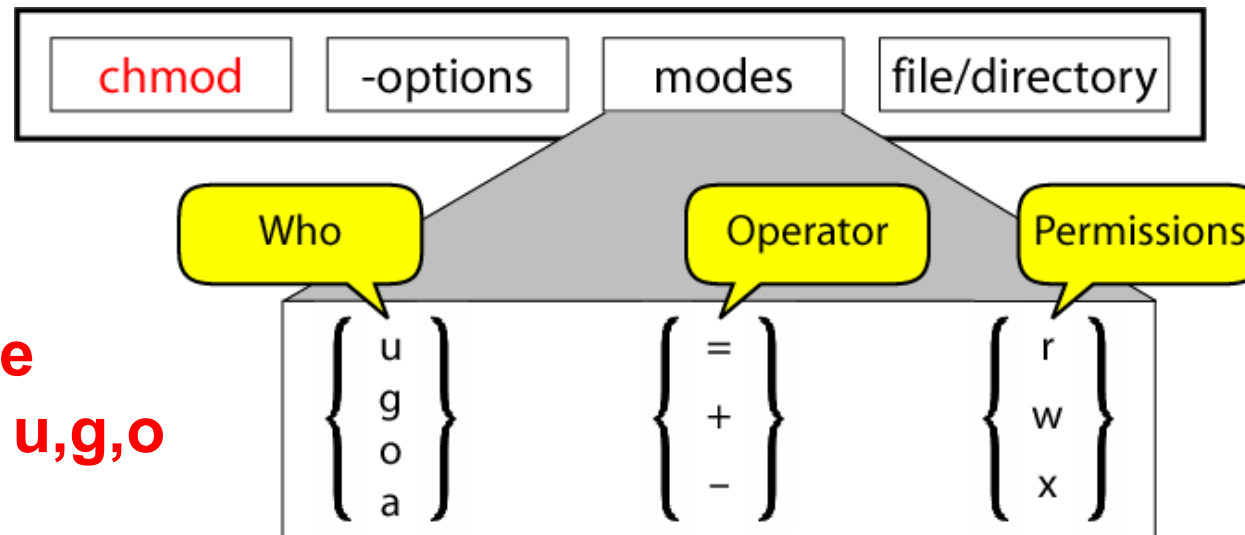 chmod -options modes file/directory
Who Operator Permissions
u = r
e
g + w
u,g,o
o
a - x